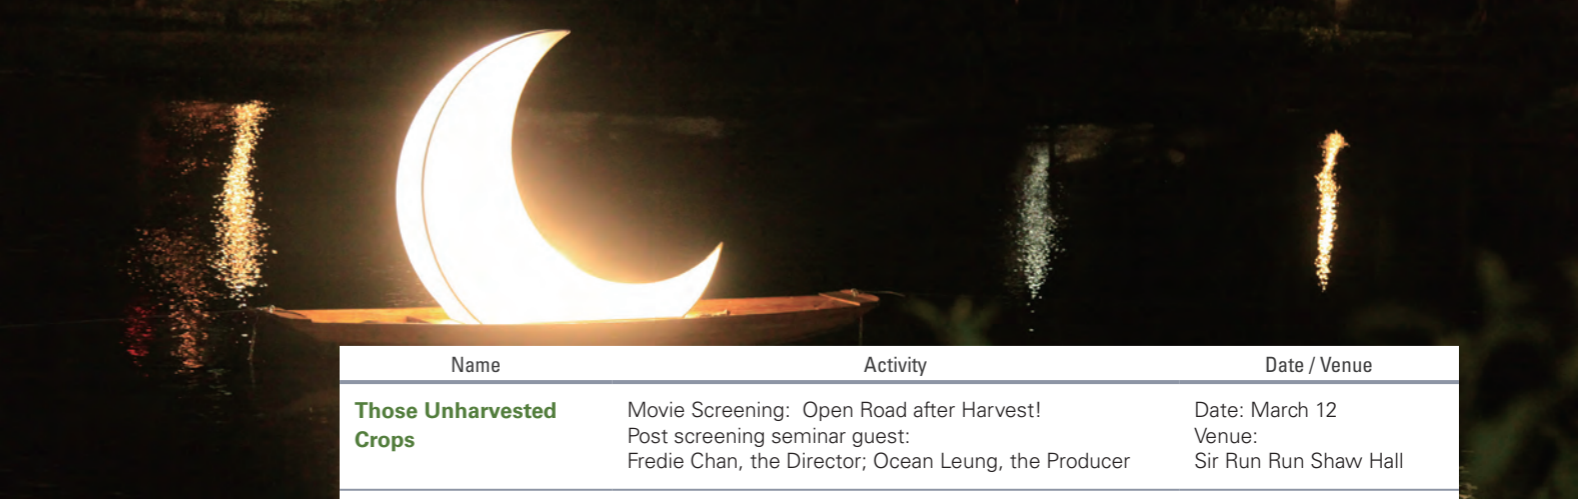 Name Activity Date / Venue
Those Unharvested Movie Screening: Open Road after Harvest! Date: March 12
Crops Post screening seminar guest: Venue:
Fredie Chan, the Director; Ocean Leung, the Producer Sir Run Run Shaw Hall